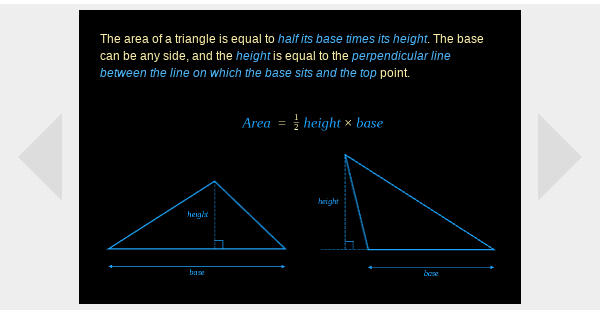 The area of a triangle is equal to half its base times its height. The base
can be any side, and the height is equal to the perpendicular line
between the line on which the base sits and the top point.
Area = 1/2 height × base
height
height
base
base